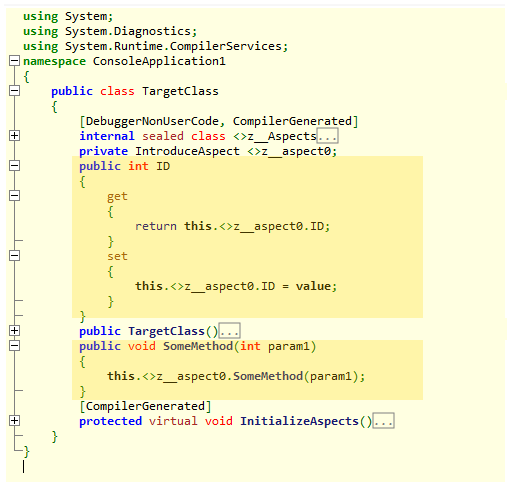 using System;
using System.Diagnostics;
using System.Runtime.CompilerServices;
namespace ConsoleApplication1
{
public class TargetClass
{
[DebuggerNonUserCode, CompilerGenerated]
internal sealed class <>z__Aspects...
private IntroduceAspect <>z__aspect0;
public int ID
{
get
{
return this.<>z__aspect0.ID;
}
set
{
this.<>z__aspect0.ID = value;
}
}
public TargetClass()...
public void SomeMethod(int param1)
{
this.<>z__aspect0.SomeMethod(param1);
}
[CompilerGenerated]
protected virtual void InitializeAspects()...
}
}